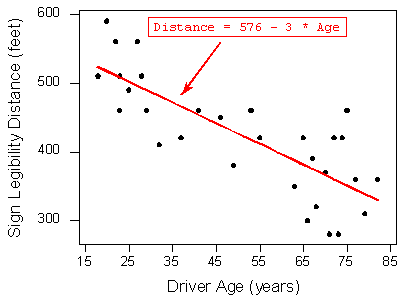 600
Distance = 576 - 3 * Age
500
400
300
Sign Legibility Distance (feet)
15 25 35 45 55 65 75 85
Driver Age (years)